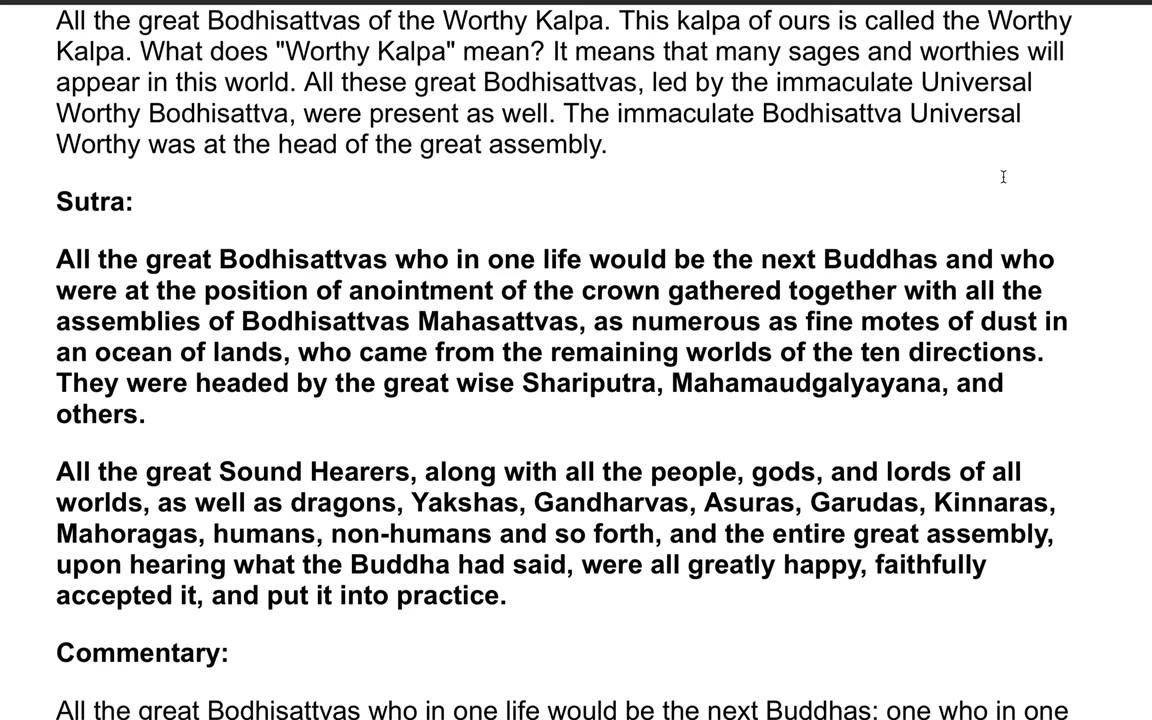 All the great Bodhisattvas of the Worthy Kalpa. This kalpa of ours is called the Worthy
Kalpa. What does "Worthy Kalpa" mean? It means that many sages and worthies will
appear in this world. All these great Bodhisattvas, led by the immaculate Universal
Worthy Bodhisattva, were present as well. The immaculate Bodhisattva Universal
Worthy was at the head of the great assembly.
Sutra:
All the great Bodhisattvas who in one life would be the next Buddhas and who
were at the position of anointment of the crown gathered together with all the
assemblies of Bodhisattvas Mahasattvas, as numerous as fine motes of dust in
an ocean of lands, who came from the remaining worlds of the ten directions.
They were headed by the great wise Shariputra, Mahamaudgalyayana, and
others.
All the great Sound Hearers, along with all the people, gods, and lords of all
worlds, as well as dragons, Yakshas, Gandharvas, Asuras, Garudas, Kinnaras,
Mahoragas, humans, non-humans and so forth, and the entire great assembly,
upon hearing what the Buddha had said, were all greatly happy, faithfully
accepted it, and put it into practice.
Commentary:
All the great Bodhisattvas who in one life would be the next Buddhas: one who in one